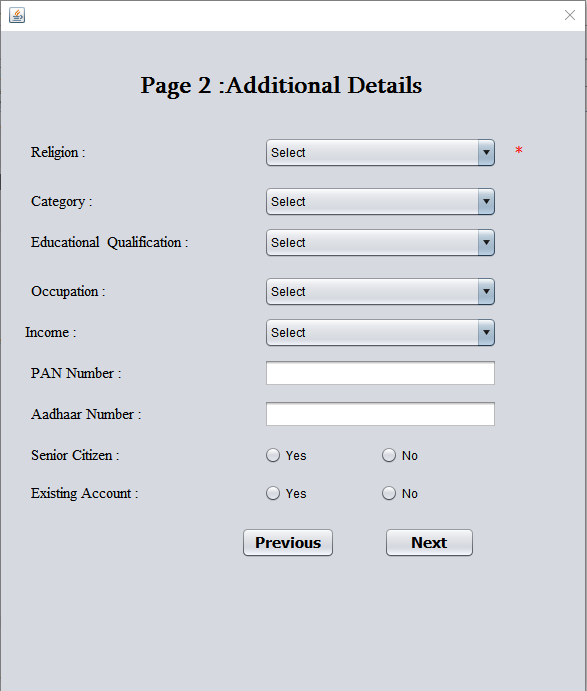 Page 2 :Additional Details
Religion : Select *
Category : Select
Educational Qualification : Select
Occupation : Select
Income : Select
PAN Number :
Aadhaar Number :
Senior Citizen : Yes No
Existing Account : Yes No
Previous Next